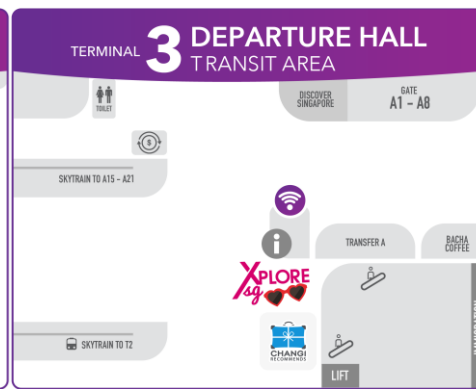 TERMINAL 3 DEPARTURE HALL
TRANSIT AREA
TOILET
DISCOVER
SINGAPORE
GATE
A1 – A8
$
SKYTRAIN TO A15 – A21
i
TRANSFER A
BACHA
COFFEE
XPLORE
sg
CHANGI
RECOMMENDS
SKYTRAIN TO T2
LIFT